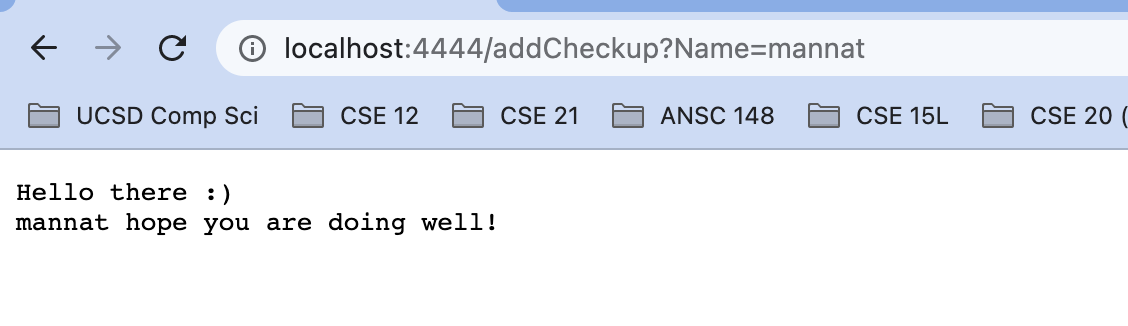 localhost:4444/addCheckup?Name=mannat
UCSD Comp Sci CSE 12 CSE 21 ANSC 148 CSE 15L CSE 20 (
Hello there :)
mannat hope you are doing well!